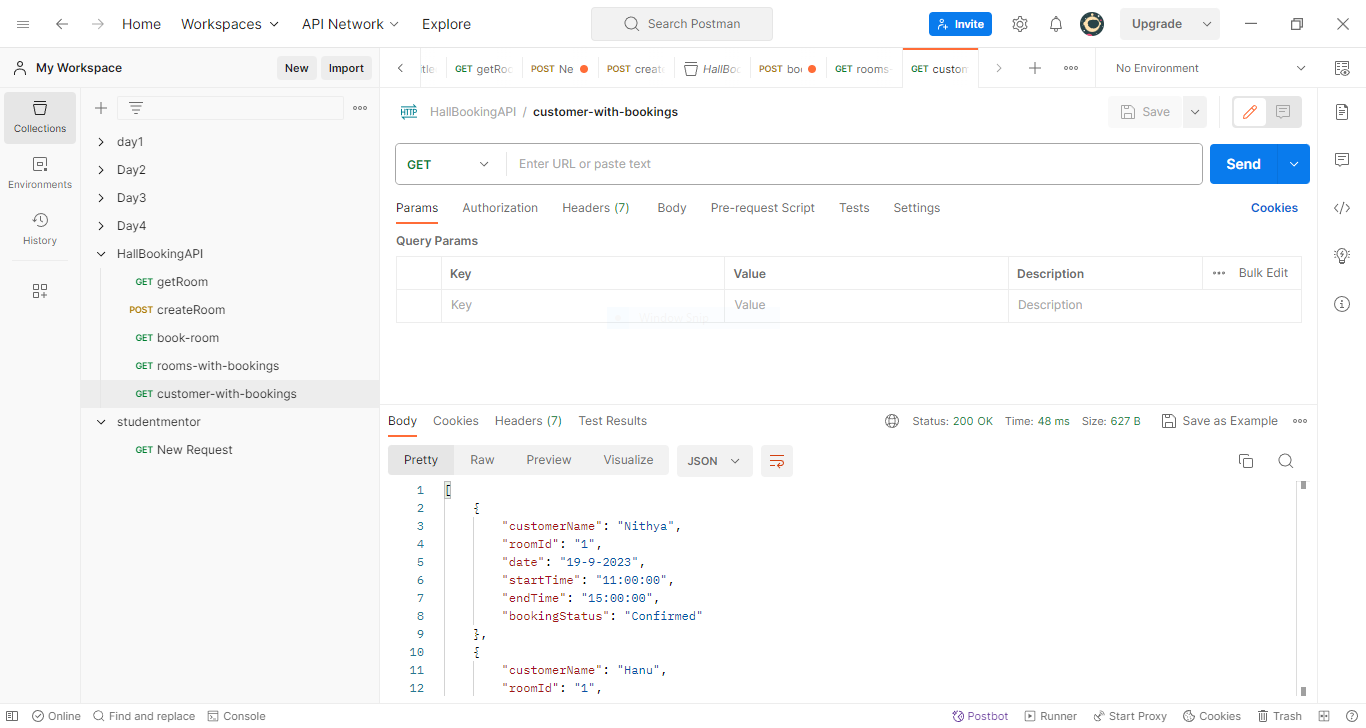 Home Workspaces API Network Explore Search Postman Invite Upgrade
My Workspace New Import
GET getRoo POST Ne POST create HallBoo POST bo GET rooms- GET custom No Environment
Collections
Environments
History
day1
Day2
Day3
Day4
HallBookingAPI
GET getRoom
POST createRoom
GET book-room
GET rooms-with-bookings
GET customer-with-bookings
studentmentor
GET New Request
HTTP HallBookingAPI / customer-with-bookings Save
GET Enter URL or paste text Send
Params Authorization Headers (7) Body Pre-request Script Tests Settings Cookies
Query Params
Key Value Description Bulk Edit
Key Value Description
Window Snip
Body Cookies Headers (7) Test Results Status: 200 OK Time: 48 ms Size: 627 B Save as Example
Pretty Raw Preview Visualize JSON
1 [
2 {
3 "customerName": "Nithya",
4 "roomId": "1",
5 "date": "19-9-2023",
6 "startTime": "11:00:00",
7 "endTime": "15:00:00",
8 "bookingStatus": "Confirmed"
9 },
10 {
11 "customerName": "Hanu",
12 "roomId": "1",
Online Find and replace Console Postbot Runner Start Proxy Cookies Trash